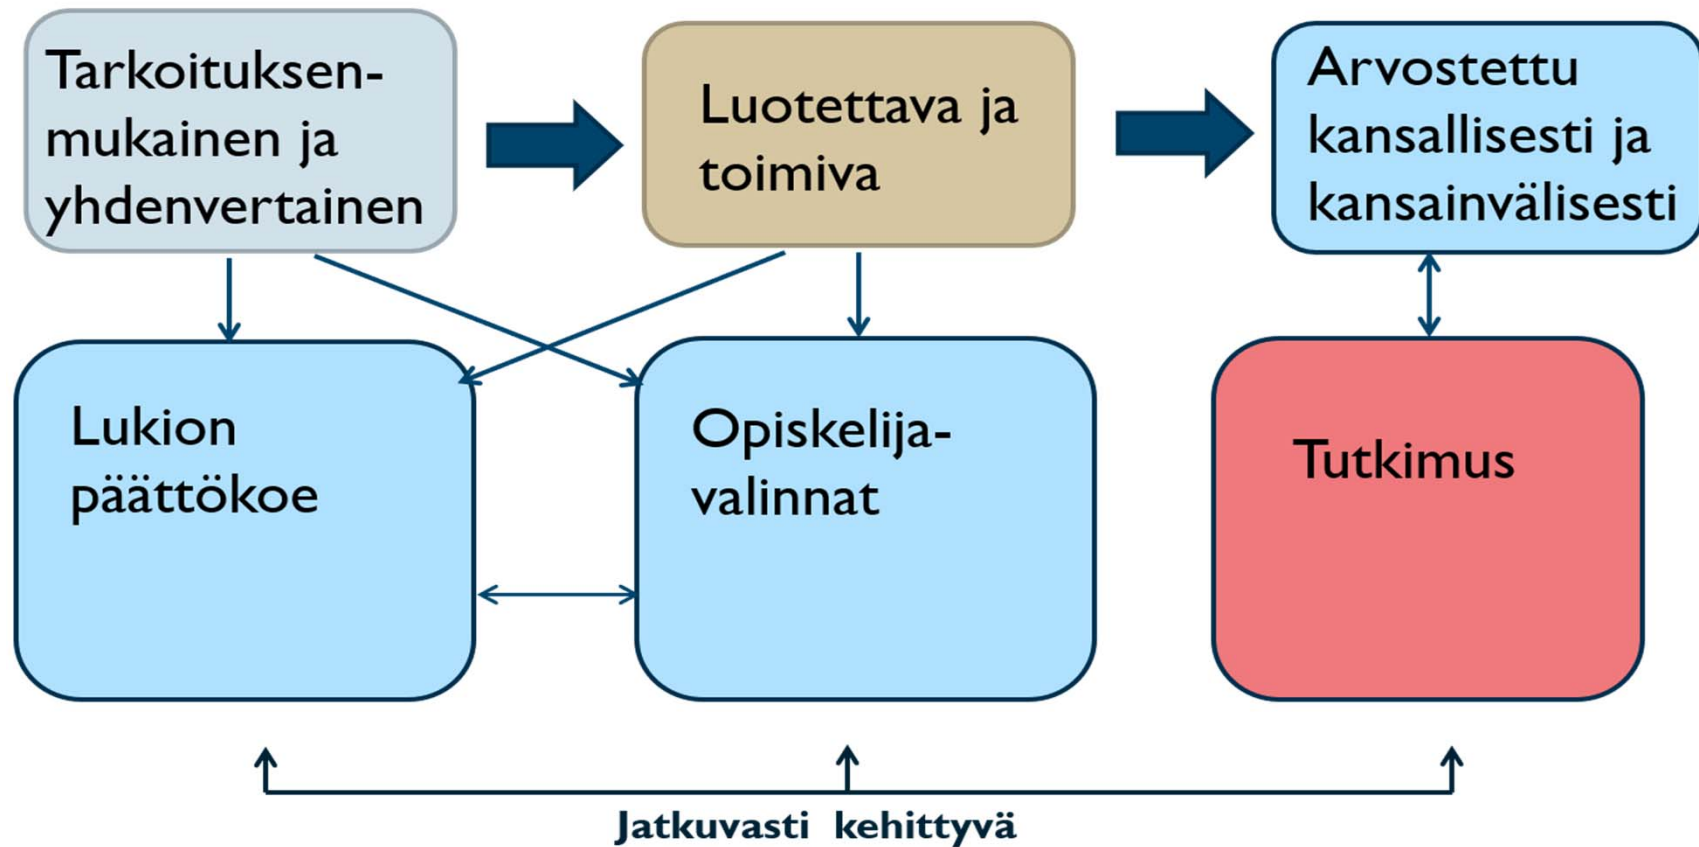 Tarkoituksen-
mukainen ja
yhdenvertainen
Luotettava ja
toimiva
Arvostettu
kansallisesti ja
kansainvälisesti
Lukion
päättökoe
Opiskelija-
valinnat
Tutkimus
Jatkuvasti kehittyvä